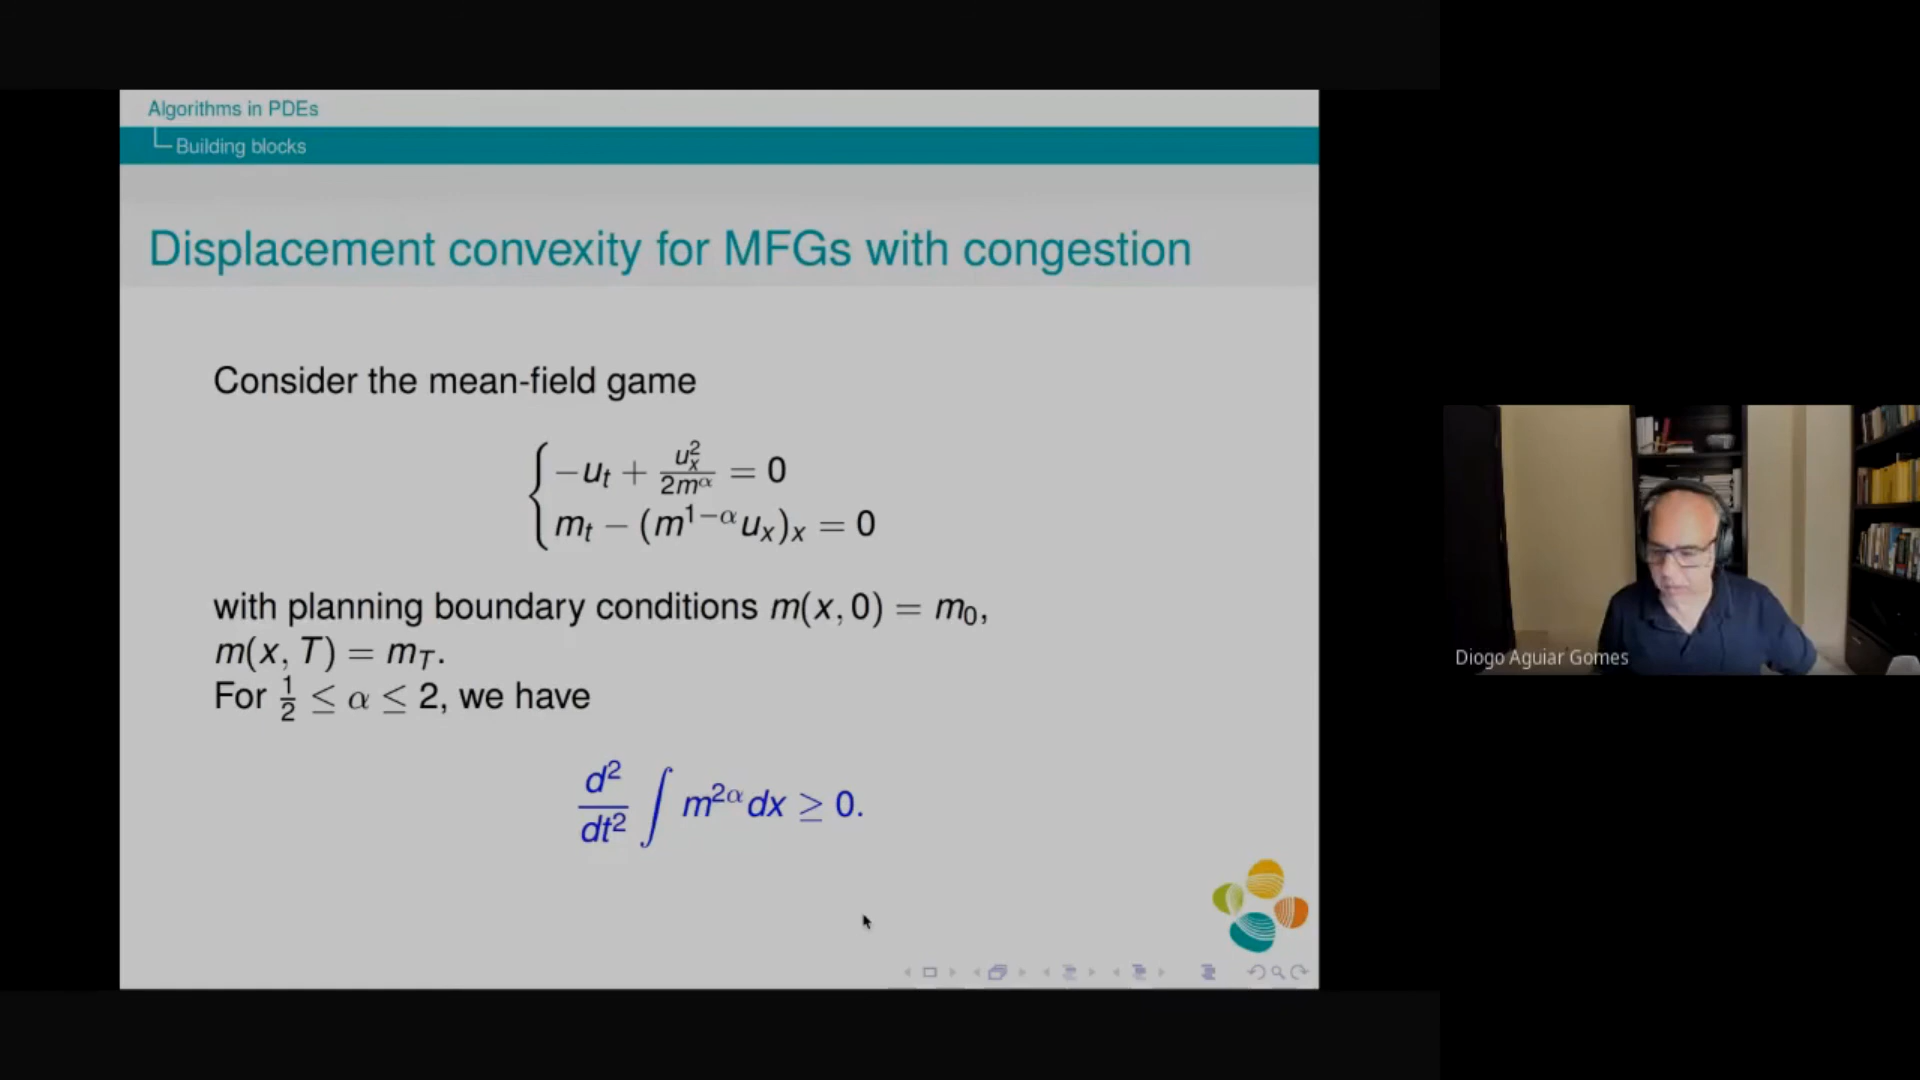 Algorithms in PDEs
Building blocks
Displacement convexity for MFGs with congestion
Consider the mean-field game
−u_t + u_x^2/2m^α = 0
m_t − (m^{1−α}u_x)_x = 0
with planning boundary conditions m(x, 0) = m_0,
m(x, T) = m_T.
For 1/2 ≤ α ≤ 2, we have
d^2/dt^2 ∫ m^{2α} dx ≥ 0.
Diogo Aguiar Gomes